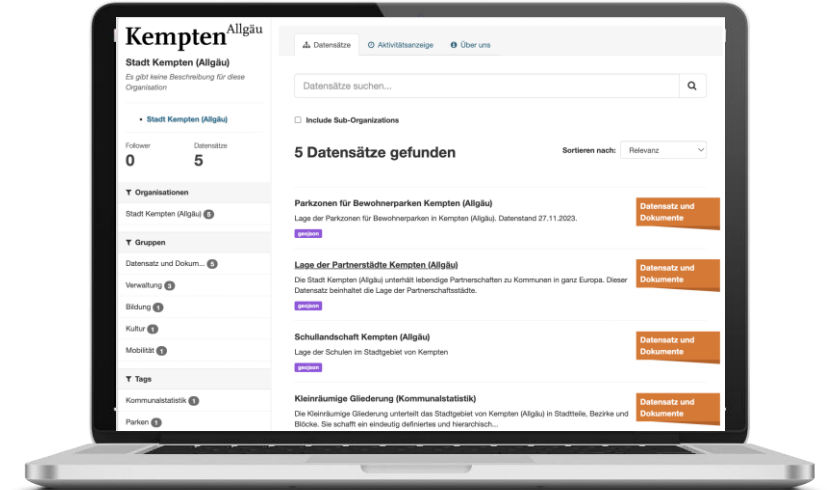 Kempten Allgäu
Stadt Kempten (Allgäu)
Es gibt keine Beschreibung für diese
Organisation
Stadt Kempten (Allgäu)
Follower
Datensätze
0
5
Organisationen
Stadt Kempten (Allgäu) 5
Gruppen
Datensatz und Dokum... 5
Verwaltung 3
Bildung 1
Kultur 1
Mobilität 1
Tags
Kommunalstatistik 1
Parken 1
Datensätze
Aktivitätsanzeige
Über uns
Datensätze suchen...
Include Sub-Organizations
5 Datensätze gefunden
Sortieren nach:
Relevanz
Parkzonen für Bewohnerparken Kempten (Allgäu)
Lage der Parkzonen für Bewohnerparken in Kempten (Allgäu). Datenstand 27.11.2023.
geojson
Datensatz und
Dokumente
Lage der Partnerstädte Kempten (Allgäu)
Die Stadt Kempten (Allgäu) unterhält lebendige Partnerschaften zu Kommunen in ganz Europa. Dieser
Datensatz beinhaltet die Lage der Partnerschaftsstädte.
geojson
Datensatz und
Dokumente
Schullandschaft Kempten (Allgäu)
Lage der Schulen im Stadtgebiet von Kempten
geojson
Datensatz und
Dokumente
Kleinräumige Gliederung (Kommunalstatistik)
Die Kleinräumige Gliederung unterteilt das Stadtgebiet von Kempten (Allgäu) in Stadtteile, Bezirke und
Blöcke. Sie schafft ein eindeutig definiertes und hierarchisch...
Datensatz und
Dokumente